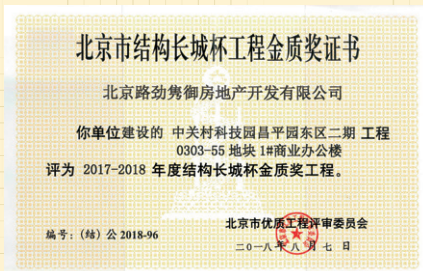 北京市结构长城杯工程金质奖证书
北京路劲隽御房地产开发有限公司
你单位建设的 中关村科技园昌平园东区二期 工程
0303-55 地块 1#商业办公楼
评为 2017-2018 年度结构长城杯金质奖工程。
北京市优质工程评审委员会
编号：(结) 公 2018-96
二〇一八年 八 月 七 日